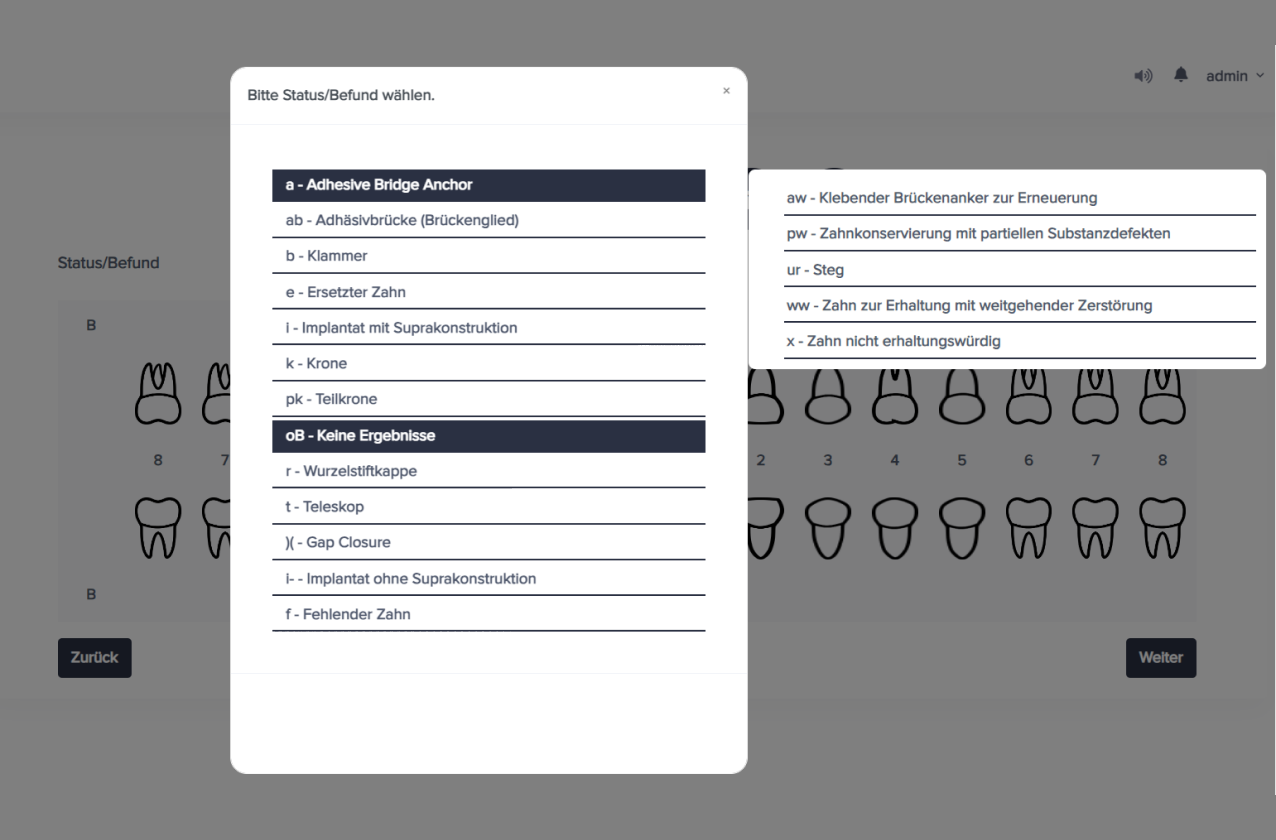 admin
Bitte Status/Befund wählen.
×
a - Adhesive Bridge Anchor
ab - Adhäsivbrücke (Brückenglied)
b - Klammer
e - Ersetzter Zahn
i - Implantat mit Suprakonstruktion
k - Krone
pk - Teilkrone
oB - Keine Ergebnisse
r - Wurzelstiftkappe
t - Teleskop
)( - Gap Closure
i- - Implantat ohne Suprakonstruktion
f - Fehlender Zahn
aw - Klebender Brückenanker zur Erneuerung
pw - Zahnkonservierung mit partiellen Substanzdefekten
ur - Steg
ww - Zahn zur Erhaltung mit weitgehender Zerstörung
x - Zahn nicht erhaltungswürdig
Status/Befund
B
8 7 2 3 4 5 6 7 8
B
Zurück
Weiter